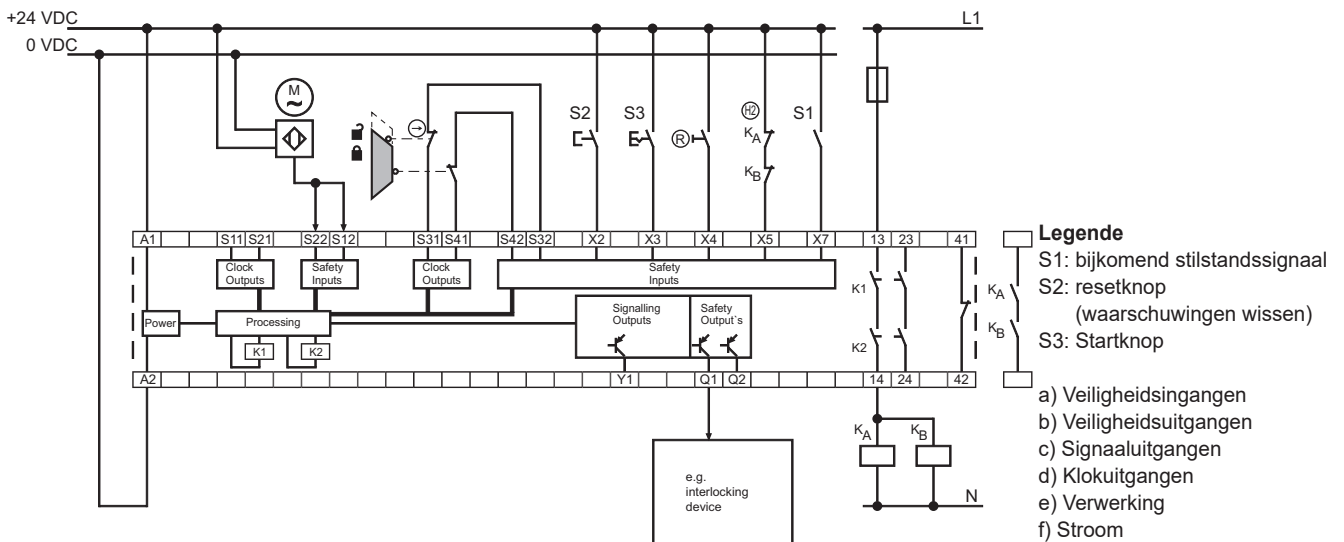 +24 VDC
L1
0 VDC
M
~
S2
S3
H2
S1
KA
R
KB
A1 S11 S21 S22 S12 S31 S41 S42 S32 X2 X3 X4 X5 X7 13 23 41
Clock Outputs
Safety Inputs
Clock Outputs
Safety Inputs
K1
KA
Signalling Outputs
Safety Output`s
Power
Processing
K1
K2
K2
KB
A2 Y1 Q1 Q2 14 24 42
KA
KB
e.g.
interlocking
device
N
Legende
S1: bijkomend stilstandssignaal
S2: resetknop
(waarschuwingen wissen)
S3: Startknop
a) Veiligheidsingangen
b) Veiligheidsuitgangen
c) Signaaluitgangen
d) Klokuitgangen
e) Verwerking
f) Stroom